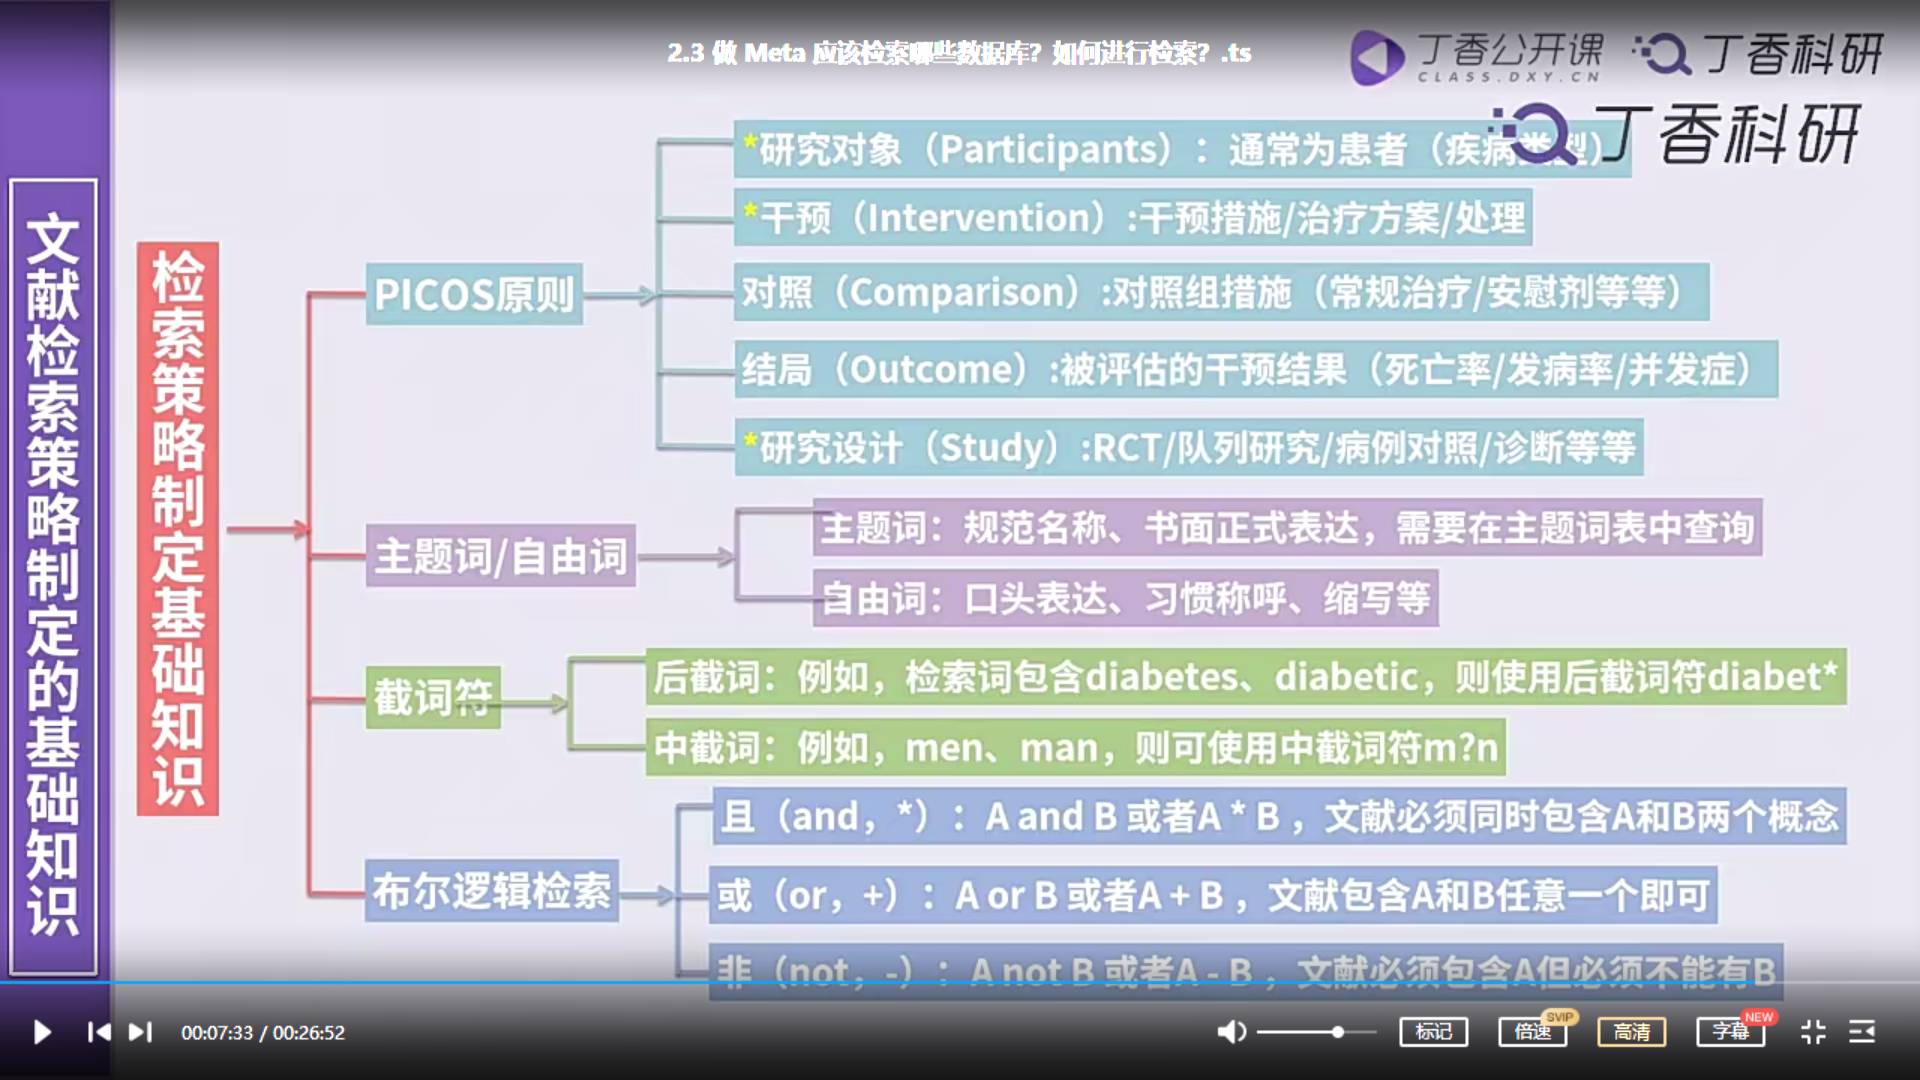 2.3 做 Meta 应该检索哪些数据库？如何进行检索？.ts
丁香公开课
CLASS.DXY.CN
丁香科研
丁香科研
文献检索策略制定的基础知识
检索策略制定基础知识
PICOS原则
*研究对象（Participants）：通常为患者（疾病类型）
*干预（Intervention）:干预措施/治疗方案/处理
对照（Comparison）:对照组措施（常规治疗/安慰剂等等）
结局（Outcome）:被评估的干预结果（死亡率/发病率/并发症）
*研究设计（Study）:RCT/队列研究/病例对照/诊断等等
主题词/自由词
主题词：规范名称、书面正式表达，需要在主题词表中查询
自由词：口头表达、习惯称呼、缩写等
截词符
后截词：例如，检索词包含diabetes、diabetic，则使用后截词符diabet*
中截词：例如，men、man，则可使用中截词符m?n
布尔逻辑检索
且（and，*）：A and B 或者A * B ，文献必须同时包含A和B两个概念
或（or，+）：A or B 或者A + B ，文献包含A和B任意一个即可
非（not，-）：A not B 或者A - B ，文献必须包含A但必须不能有B
00:07:33 / 00:26:52
标记
倍速
SVIP
高清
字幕
NEW